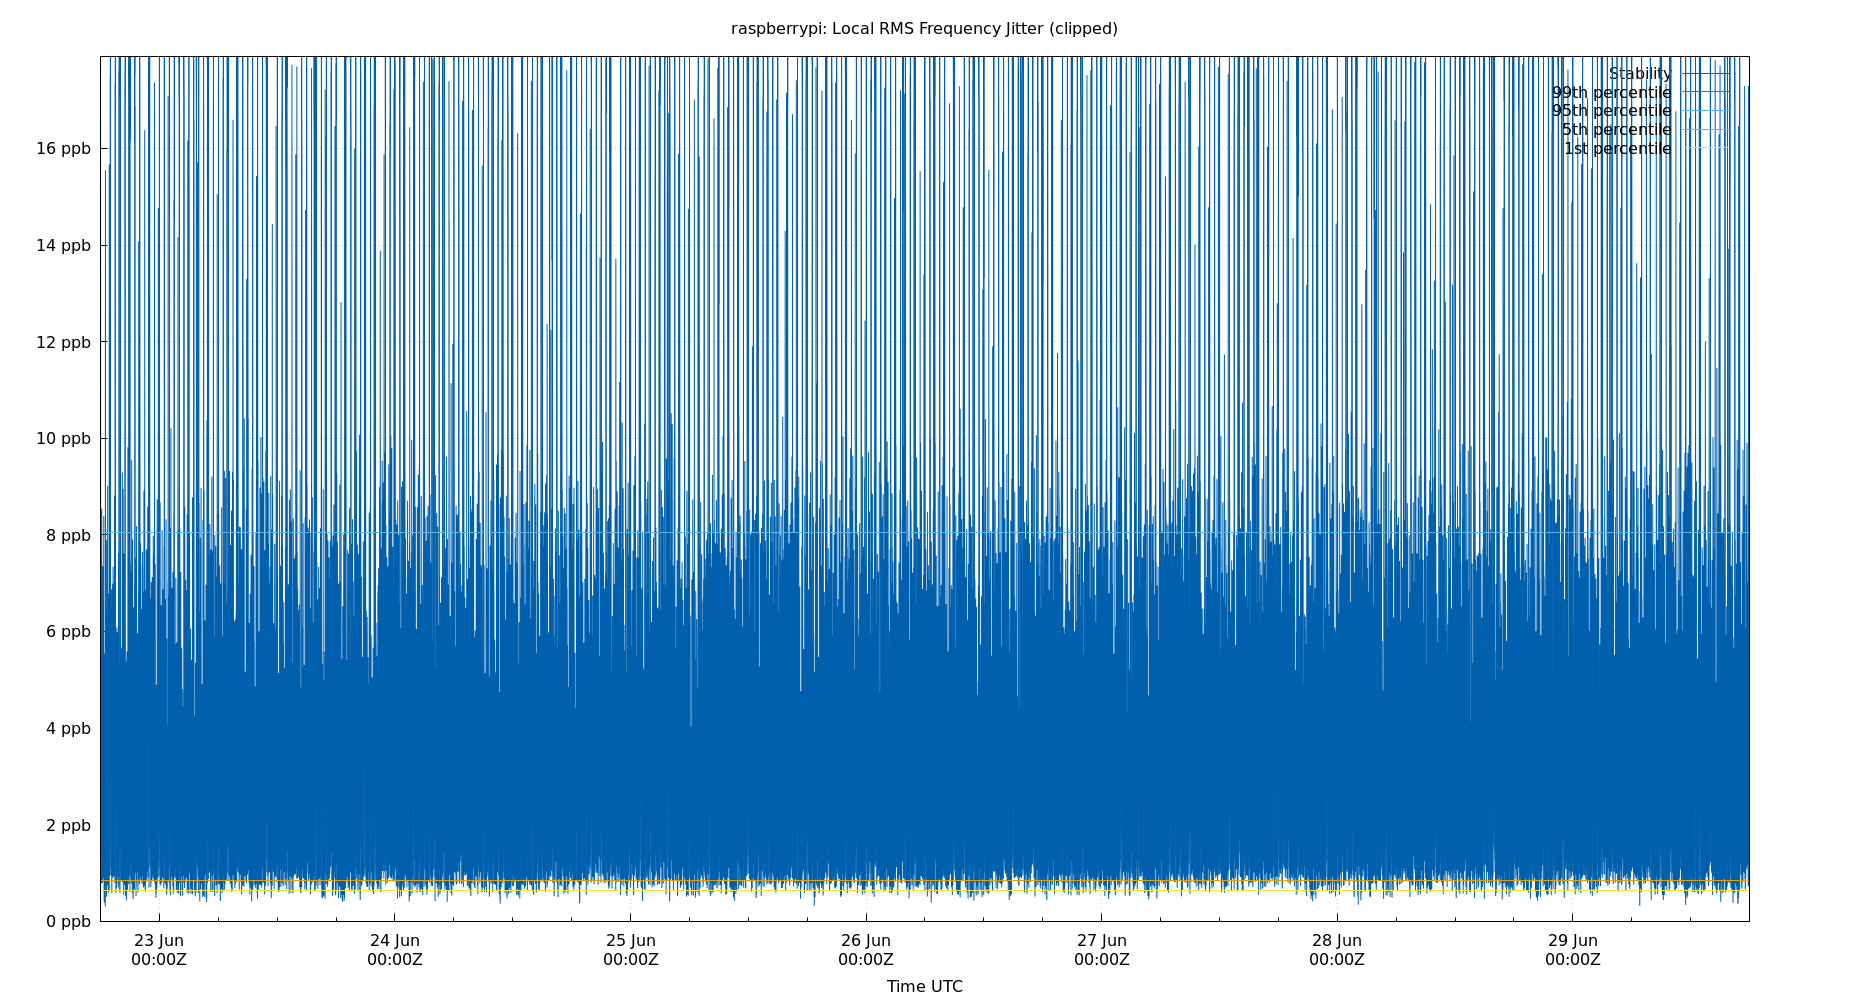 raspberrypi: Local RMS Frequency Jitter (clipped)
Stability
99th percentile
95th percentile
5th percentile
1st percentile
16 ppb
14 ppb
12 ppb
10 ppb
8 ppb
6 ppb
4 ppb
2 ppb
0 ppb
23 Jun 24 Jun 25 Jun 26 Jun 27 Jun 28 Jun 29 Jun
00:00Z 00:00Z 00:00Z 00:00Z 00:00Z 00:00Z 00:00Z
Time UTC